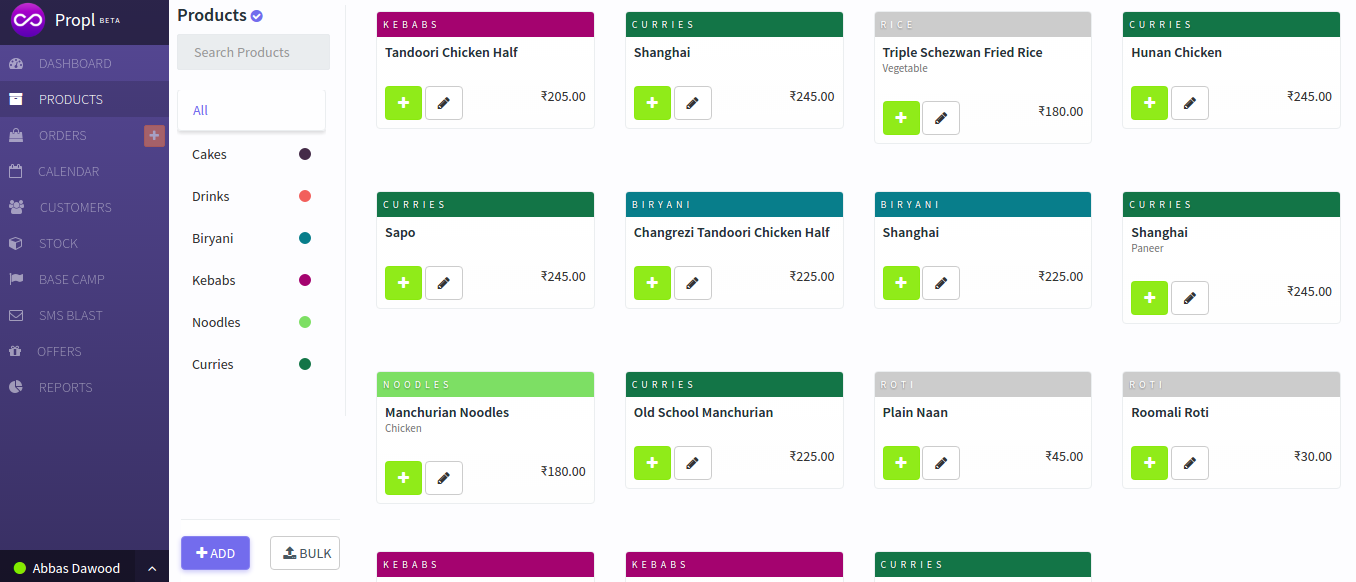 Propl BETA
DASHBOARD
PRODUCTS
ORDERS
CALENDAR
CUSTOMERS
STOCK
BASE CAMP
SMS BLAST
OFFERS
REPORTS
Abbas Dawood
Products
Search Products
All
Cakes
Drinks
Biryani
Kebabs
Noodles
Curries
ADD
BULK
KEBABS
Tandoori Chicken Half
₹205.00
CURRIES
Shanghai
₹245.00
RICE
Triple Schezwan Fried Rice
Vegetable
₹180.00
CURRIES
Hunan Chicken
₹245.00
CURRIES
Sapo
₹245.00
BIRYANI
Changrezi Tandoori Chicken Half
₹225.00
BIRYANI
Shanghai
₹225.00
CURRIES
Shanghai
Paneer
₹245.00
NOODLES
Manchurian Noodles
Chicken
₹180.00
CURRIES
Old School Manchurian
₹225.00
ROTI
Plain Naan
₹45.00
ROTI
Roomali Roti
₹30.00
KEBABS
KEBABS
CURRIES